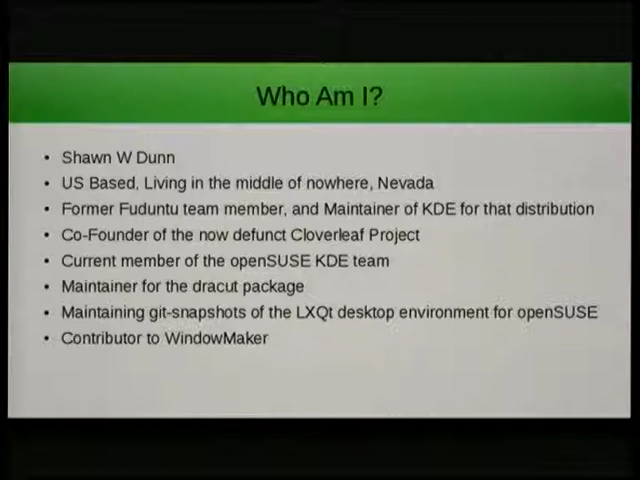 Who Am I?
• Shawn W Dunn
• US Based, Living in the middle of nowhere, Nevada
• Former Fuduntu team member, and Maintainer of KDE for that distribution
• Co-Founder of the now defunct Cloverleaf Project
• Current member of the openSUSE KDE team
• Maintainer for the dracut package
• Maintaining git-snapshots of the LXQt desktop environment for openSUSE
• Contributor to WindowMaker